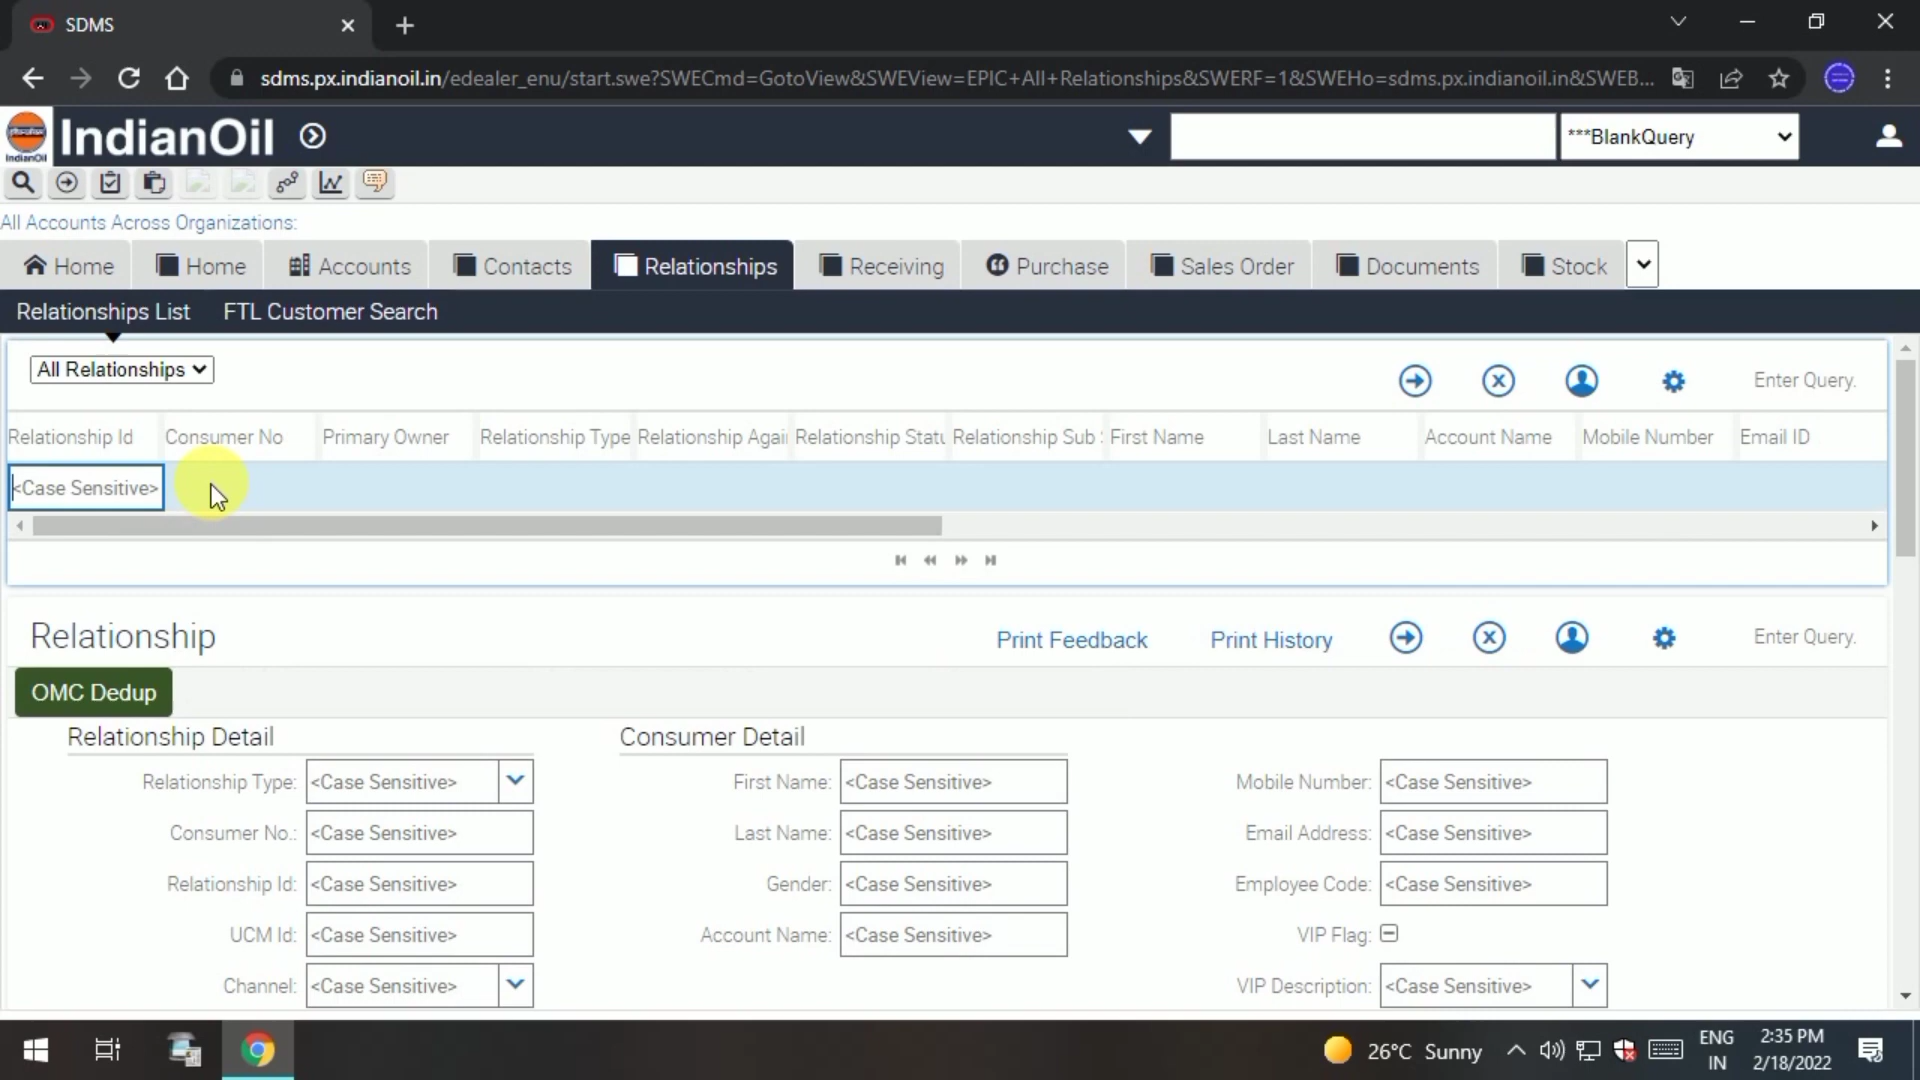 SDMS
sdms.px.indianoil.in/edealer_enu/start.swe?SWECmd=GotoView&SWEView=EPIC+All+Relationships&SWERF=1&SWEHo=sdms.px.indianoil.in&SWEB...
IndianOil
IndianOil
***BlankQuery
All Accounts Across Organizations:
Home
Home
Accounts
Contacts
Relationships
Receiving
Purchase
Sales Order
Documents
Stock
Relationships List
FTL Customer Search
All Relationships
Enter Query.
Relationship Id
Consumer No
Primary Owner
Relationship Type
Relationship Agai
Relationship Statu
Relationship Sub
First Name
Last Name
Account Name
Mobile Number
Email ID
<Case Sensitive>
Relationship
Print Feedback
Print History
Enter Query.
OMC Dedup
Relationship Detail
Consumer Detail
Relationship Type: <Case Sensitive>
First Name: <Case Sensitive>
Mobile Number: <Case Sensitive>
Consumer No.: <Case Sensitive>
Last Name: <Case Sensitive>
Email Address: <Case Sensitive>
Relationship Id: <Case Sensitive>
Gender: <Case Sensitive>
Employee Code: <Case Sensitive>
UCM Id: <Case Sensitive>
Account Name: <Case Sensitive>
VIP Flag:
Channel: <Case Sensitive>
VIP Description: <Case Sensitive>
26°C Sunny
ENG
IN
2:35 PM
2/18/2022